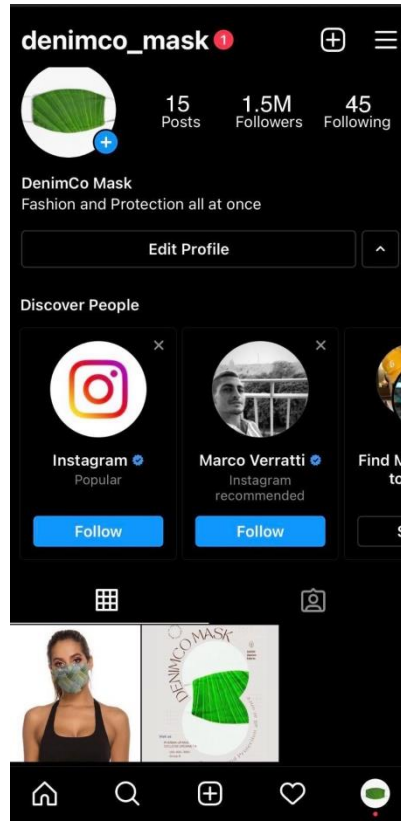 denimco_mask 1
15 1.5M 45
Posts Followers Following
DenimCo Mask
Fashion and Protection all at once
Edit Profile
Discover People
Instagram
Popular
Follow
Marco Verratti
Instagram
recommended
Follow
Find
to
DENIMCO MASK